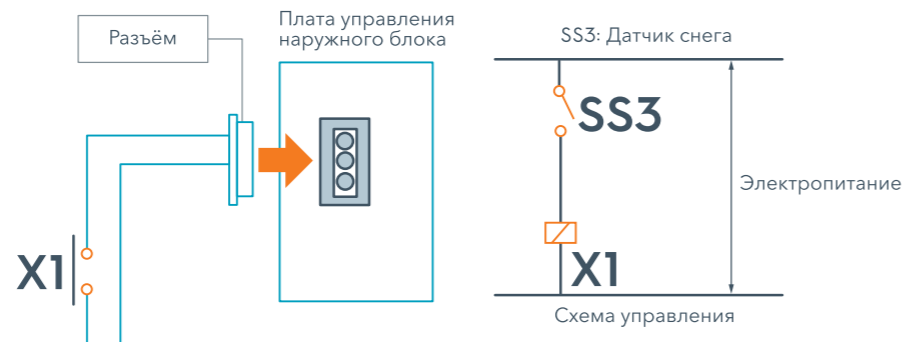 Разъём
Плата управления
наружного блока
X1
SS3: Датчик снега
SS3
Электропитание
X1
Схема управления